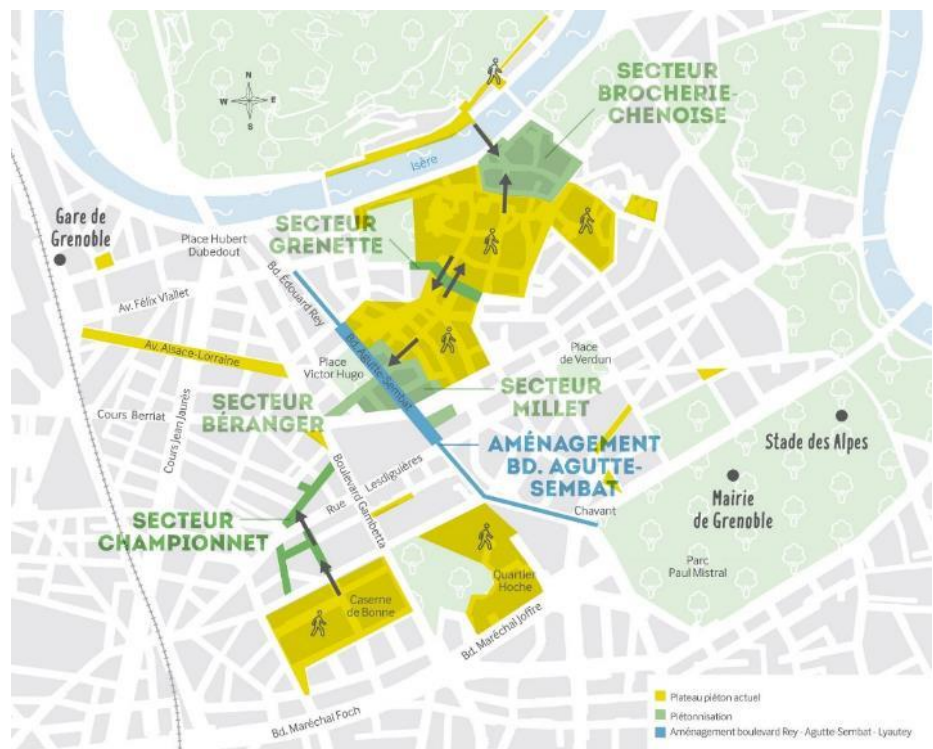 N
W E
S
SECTEUR
BROCHERIE-
CHENOISE
Isère
Gare de
Grenoble
Place Hubert
Dubedout
SECTEUR
GRENETTE
Bd. Édouard Rey
Av. Félix Viallet
Av. Alsace-Lorraine
Bd. Agutte-Sembat
Place
Victor Hugo
Place
de Verdun
SECTEUR
BÉRANGER
SECTEUR
MILLET
Cours Berriat
Cours Jean Jaurès
Stade des Alpes
AMÉNAGEMENT
BD. AGUTTE-
SEMBAT
Boulevard Gambetta
Rue Lesdiguières
Mairie
de Grenoble
SECTEUR
CHAMPIONNET
Chavant
Parc
Paul Mistral
Quartier
Hoche
Caserne
de Bonne
Bd. Maréchal Joffre
Bd. Maréchal Foch
Plateau piéton actuel
Piétonnisation
Aménagement boulevard Rey - Agutte-Sembat - Lyautey